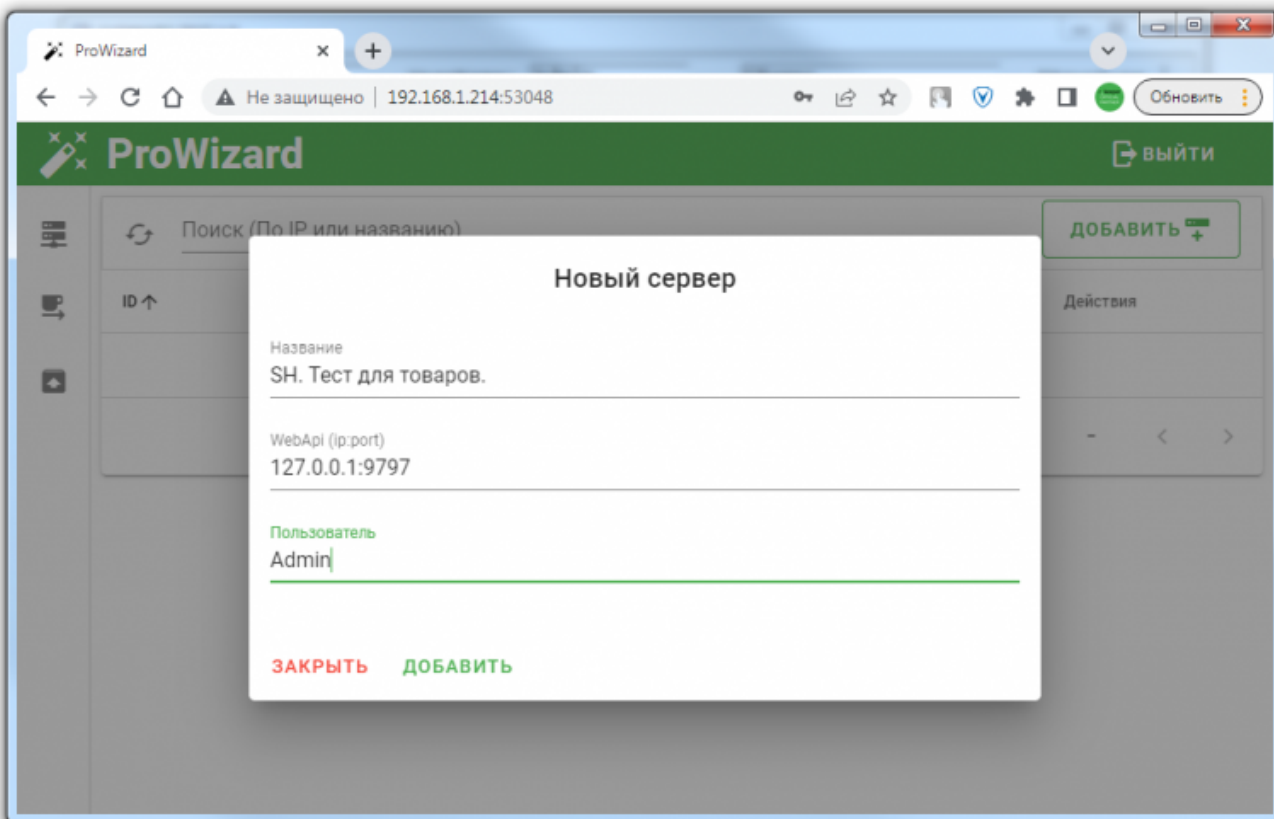 ProWizard
Не защищено | 192.168.1.214:53048
Обновить
ProWizard
ВЫЙТИ
Поиск (По IP или названию)
ДОБАВИТЬ
ID
Действия
Новый сервер
Название
SH. Тест для товаров.
WebApi (ip:port)
127.0.0.1:9797
Пользователь
Admin
ЗАКРЫТЬ ДОБАВИТЬ